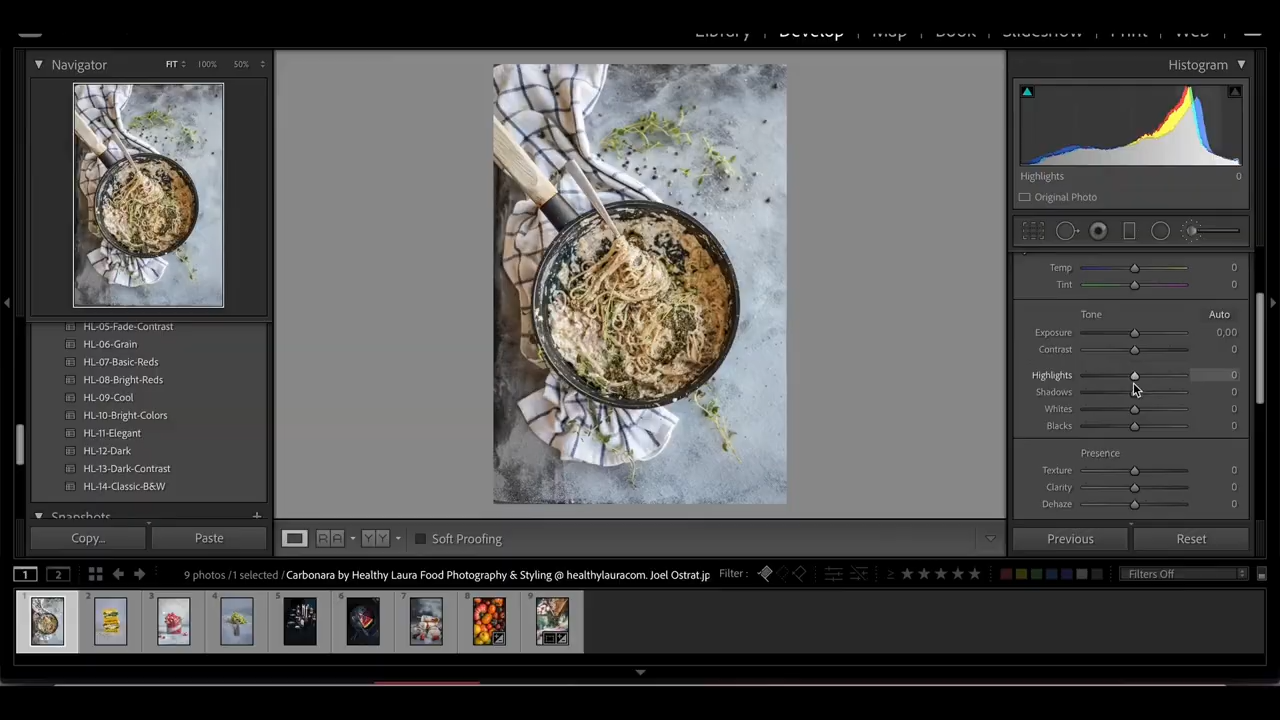 Library Develop Map Book Slideshow Print Web
Navigator FIT 100% 50%
Histogram
Highlights 0
Original Photo
Temp 0
Tint 0
Tone Auto
Exposure 0,00
Contrast 0
Highlights 0
Shadows 0
Whites 0
Blacks 0
Presence
Texture 0
Clarity 0
Dehaze 0
HL-05-Fade-Contrast
HL-06-Grain
HL-07-Basic-Reds
HL-08-Bright-Reds
HL-09-Cool
HL-10-Bright-Colors
HL-11-Elegant
HL-12-Dark
HL-13-Dark-Contrast
HL-14-Classic-B&W
Snapshots +
Copy... Paste
R A Y Y Soft Proofing
Previous Reset
1 2 9 photos /1 selected / Carbonara by Healthy Laura Food Photography & Styling @ healthylauracom. Joel Ostrat.jp Filter : ≥ Filters Off
1 2 3 4 5 6 7 8 9